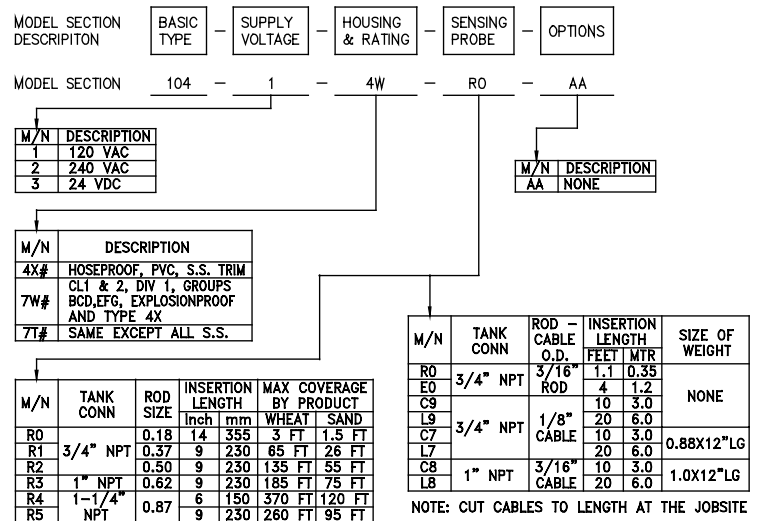 MODEL SECTION DESCRIPITON
BASIC TYPE – SUPPLY VOLTAGE – HOUSING & RATING – SENSING PROBE – OPTIONS
MODEL SECTION 104 – 1 – 4W – R0 – AA
M/N DESCRIPTION
1 120 VAC
2 240 VAC
3 24 VDC
M/N DESCRIPTION
AA NONE
M/N DESCRIPTION
4X# HOSEPROOF, PVC, S.S. TRIM
7W# CL1 & 2, DIV 1, GROUPS
BCD,EFG, EXPLOSIONPROOF
AND TYPE 4X
7T# SAME EXCEPT ALL S.S.
M/N TANK CONN ROD SIZE INSERTION LENGTH MAX COVERAGE BY PRODUCT
Inch mm WHEAT SAND
R0 3/4" NPT 0.18 14 355 3 FT 1.5 FT
R1 0.37 9 230 65 FT 26 FT
R2 0.50 9 230 135 FT 55 FT
R3 1" NPT 0.62 9 230 185 FT 75 FT
R4 1-1/4" NPT 0.87 6 150 370 FT 120 FT
R5 9 230 260 FT 95 FT
M/N TANK CONN ROD – CABLE O.D. INSERTION LENGTH SIZE OF WEIGHT
FEET MTR
R0 3/4" NPT 3/16" ROD 1.1 0.35 NONE
E0 4 1.2
C9 3/4" NPT 1/8" CABLE 10 3.0
L9 20 6.0
C7 10 3.0 0.88X12"LG
L7 20 6.0
C8 1" NPT 3/16" CABLE 10 3.0 1.0X12"LG
L8 20 6.0
NOTE: CUT CABLES TO LENGTH AT THE JOBSITE